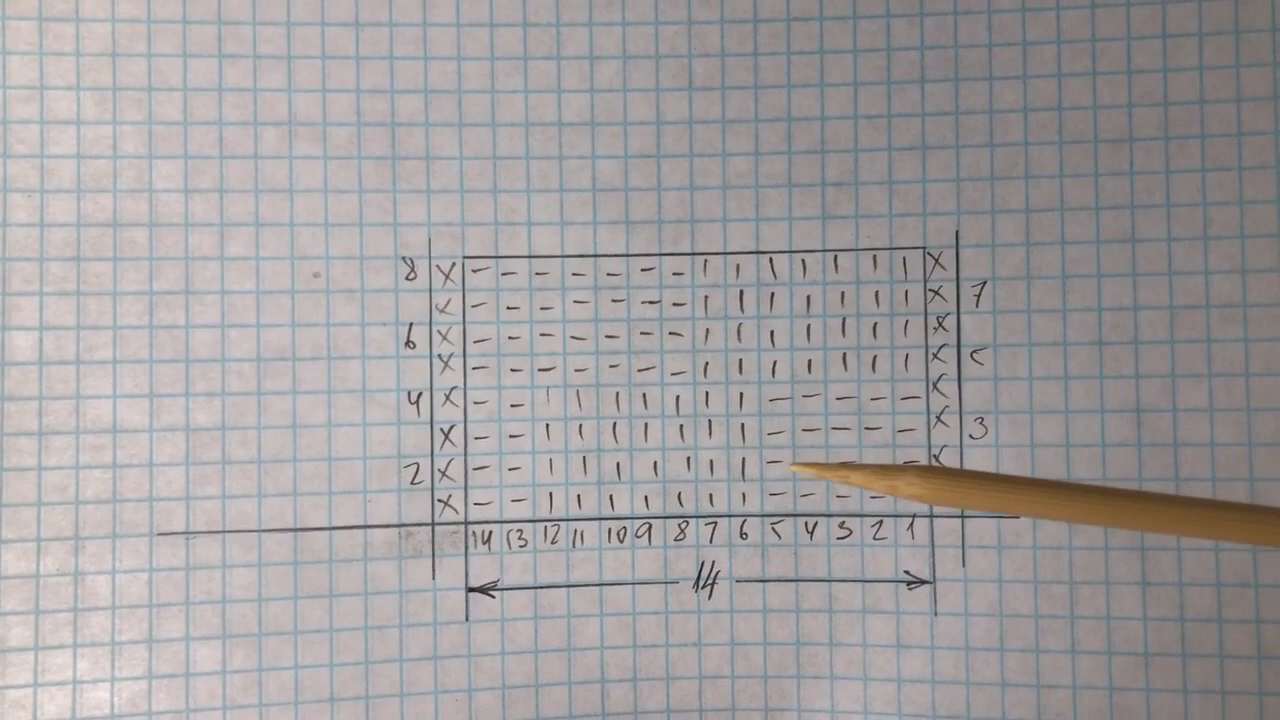 8 X - - - - - - - | | | | | | | X
X - - - - - - - | | | | | | | X 7
6 X - - - - - - - | | | | | | | X
X - - - - - - - | | | | | | | X 5
4 X - - | | | | | | | - - - - - X
X - - | | | | | | | - - - - - X 3
2 X - - | | | | | | | - - - X
X - - | | | | | | | - - - -
14 13 12 11 10 9 8 7 6 5 4 3 2 1
14